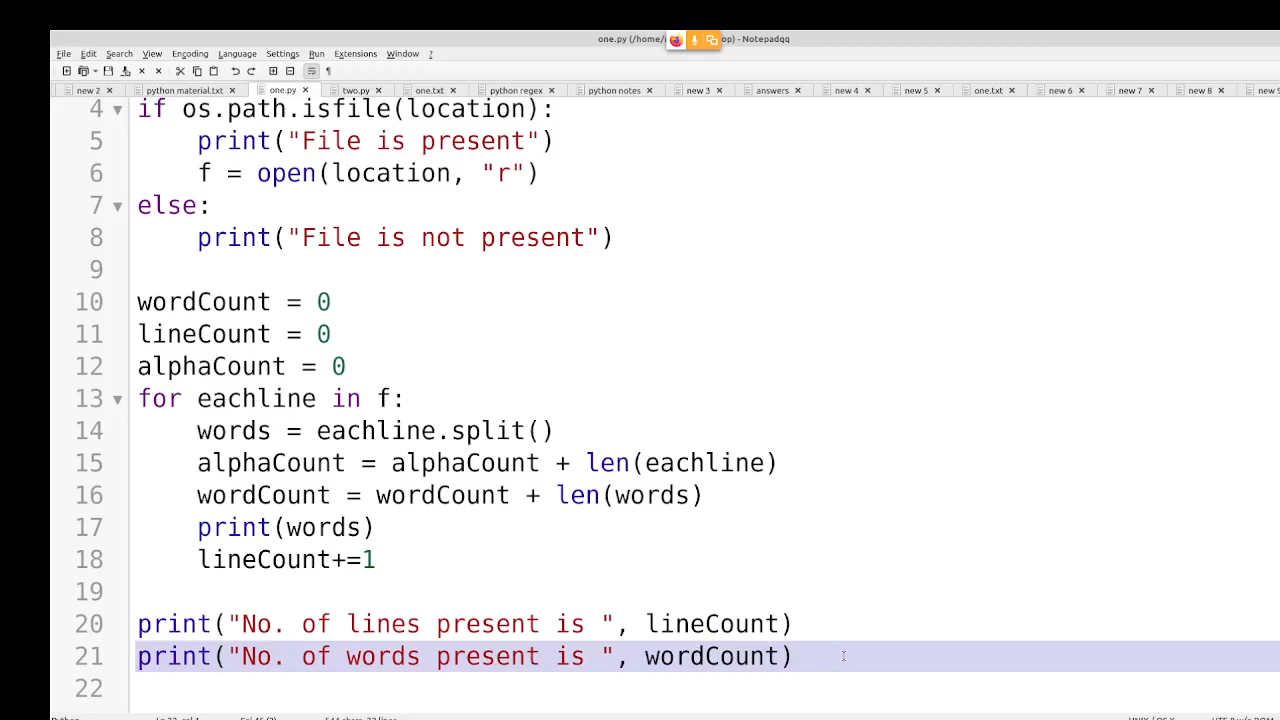 one.py (/home/ op) - Notepadqq
File Edit Search View Encoding Language Settings Run Extensions Window ?
new 2 python material.txt one.py two.py one.txt python regex python notes new 3 answers new 4 new 5 one.txt new 6 new 7 new 8 new 9
4 if os.path.isfile(location):
5 print("File is present")
6 f = open(location, "r")
7 else:
8 print("File is not present")
9
10 wordCount = 0
11 lineCount = 0
12 alphaCount = 0
13 for eachline in f:
14 words = eachline.split()
15 alphaCount = alphaCount + len(eachline)
16 wordCount = wordCount + len(words)
17 print(words)
18 lineCount+=1
19
20 print("No. of lines present is ", lineCount)
21 print("No. of words present is ", wordCount)
22